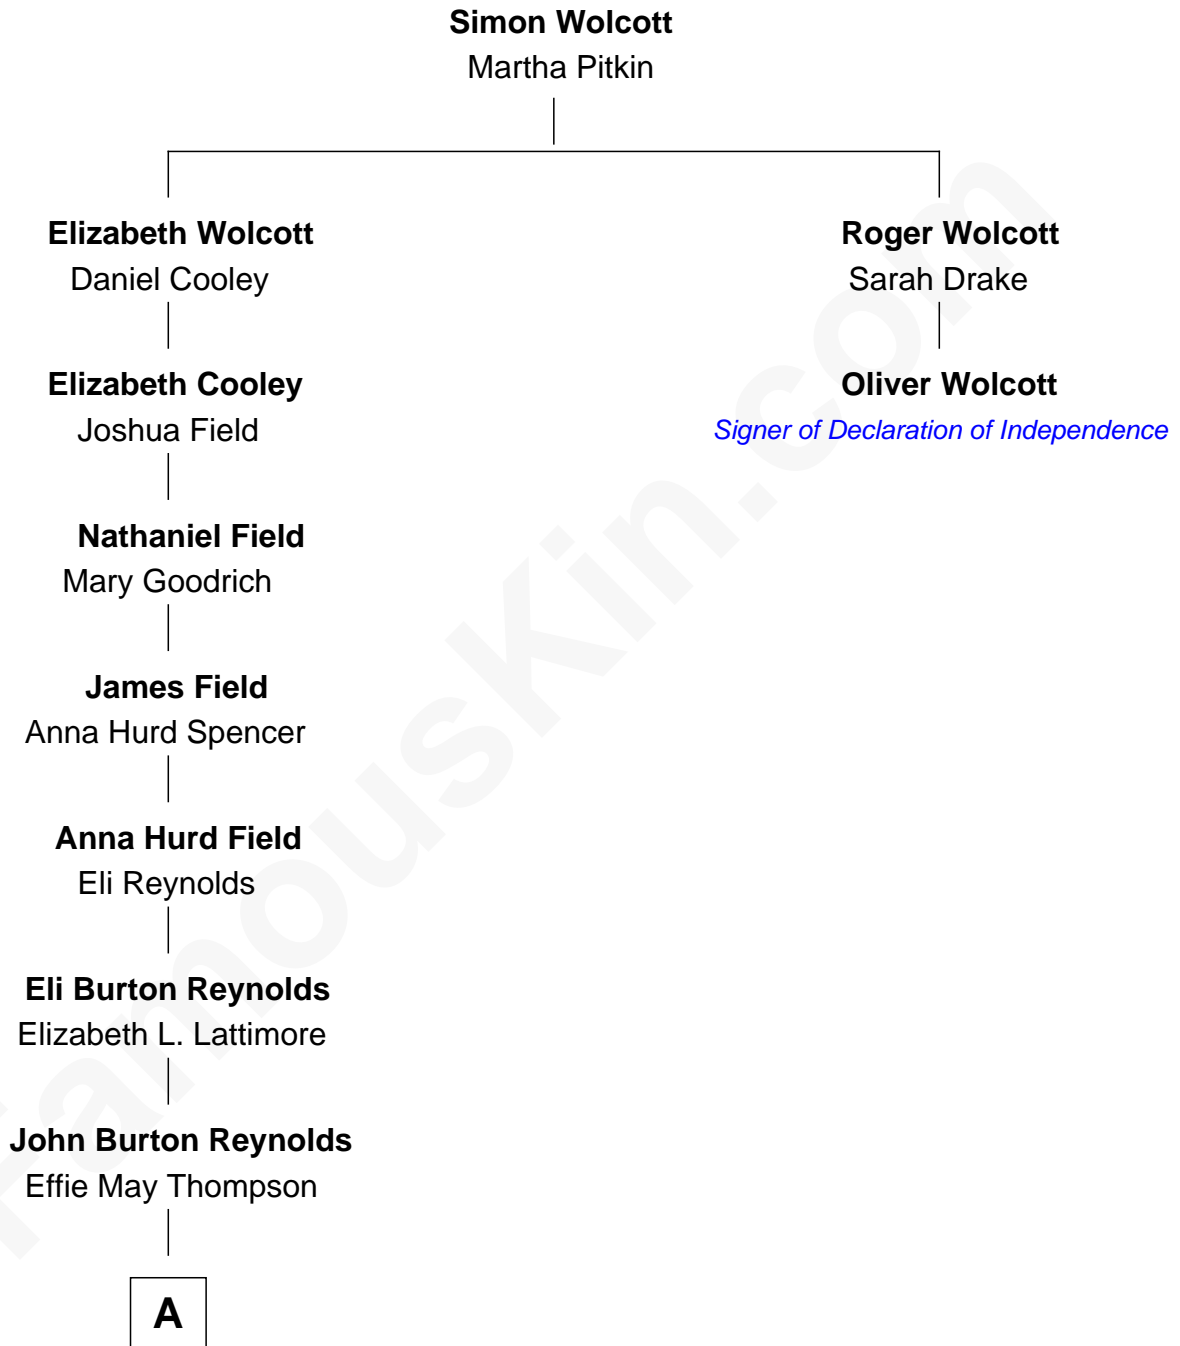 Simon Wolcott
Martha Pitkin
Elizabeth Wolcott
Daniel Cooley
Roger Wolcott
Sarah Drake
Elizabeth Cooley
Joshua Field
Oliver Wolcott
Signer of Declaration of Independence
Nathaniel Field
Mary Goodrich
James Field
Anna Hurd Spencer
Anna Hurd Field
Eli Reynolds
Eli Burton Reynolds
Elizabeth L. Lattimore
John Burton Reynolds
Effie May Thompson
A
FamousKin.com